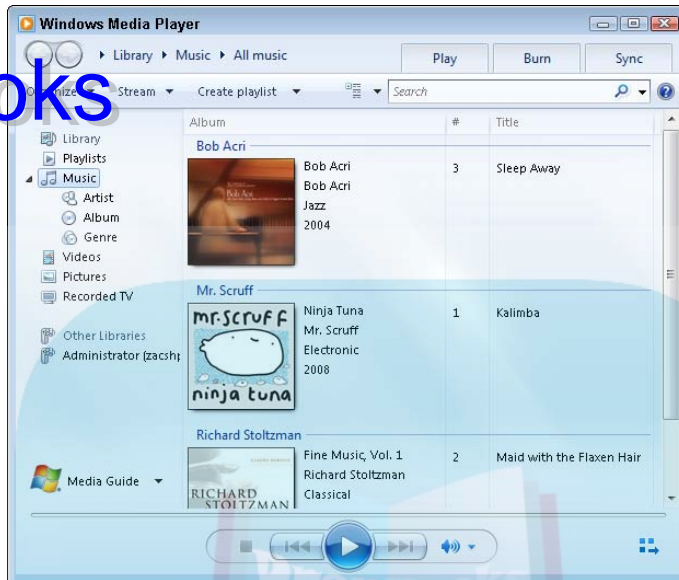 Windows Media Player
Library Music All music
Play Burn Sync
oks
Organize Stream Create playlist Search
Album # Title
Library
Playlists
Music
Artist
Album
Genre
Videos
Pictures
Recorded TV
Other Libraries
Administrator (zacshp
Media Guide
Bob Acri
Bob Acri
Bob Acri
Jazz
2004
3 Sleep Away
Mr. Scruff
mr.scruff
ninja tuna
Ninja Tuna
Mr. Scruff
Electronic
2008
1 Kalimba
Richard Stoltzman
RICHARD
STOLTZMAN
Fine Music, Vol. 1
Richard Stoltzman
Classical
2 Maid with the Flaxen Hair